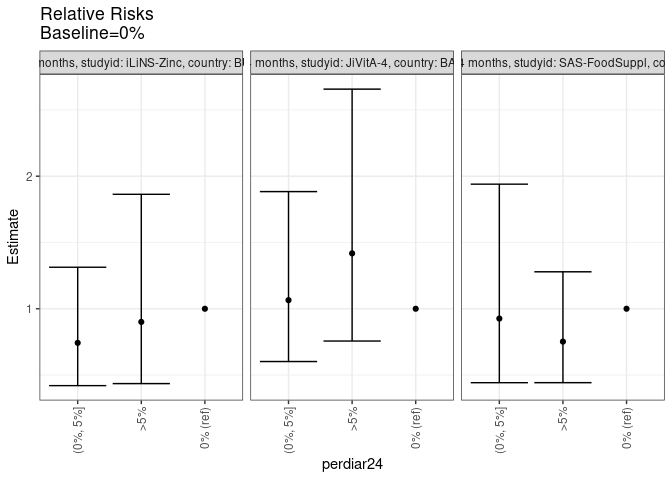 Relative Risks
Baseline=0%
months, studyid: iLiNS-Zinc, country: BU
months, studyid: JiVitA-4, country: BA
4 months, studyid: SAS-FoodSuppl, co
Estimate
2
1
(0%, 5%]
>5%
0% (ref)
(0%, 5%]
>5%
0% (ref)
(0%, 5%]
>5%
0% (ref)
perdiar24